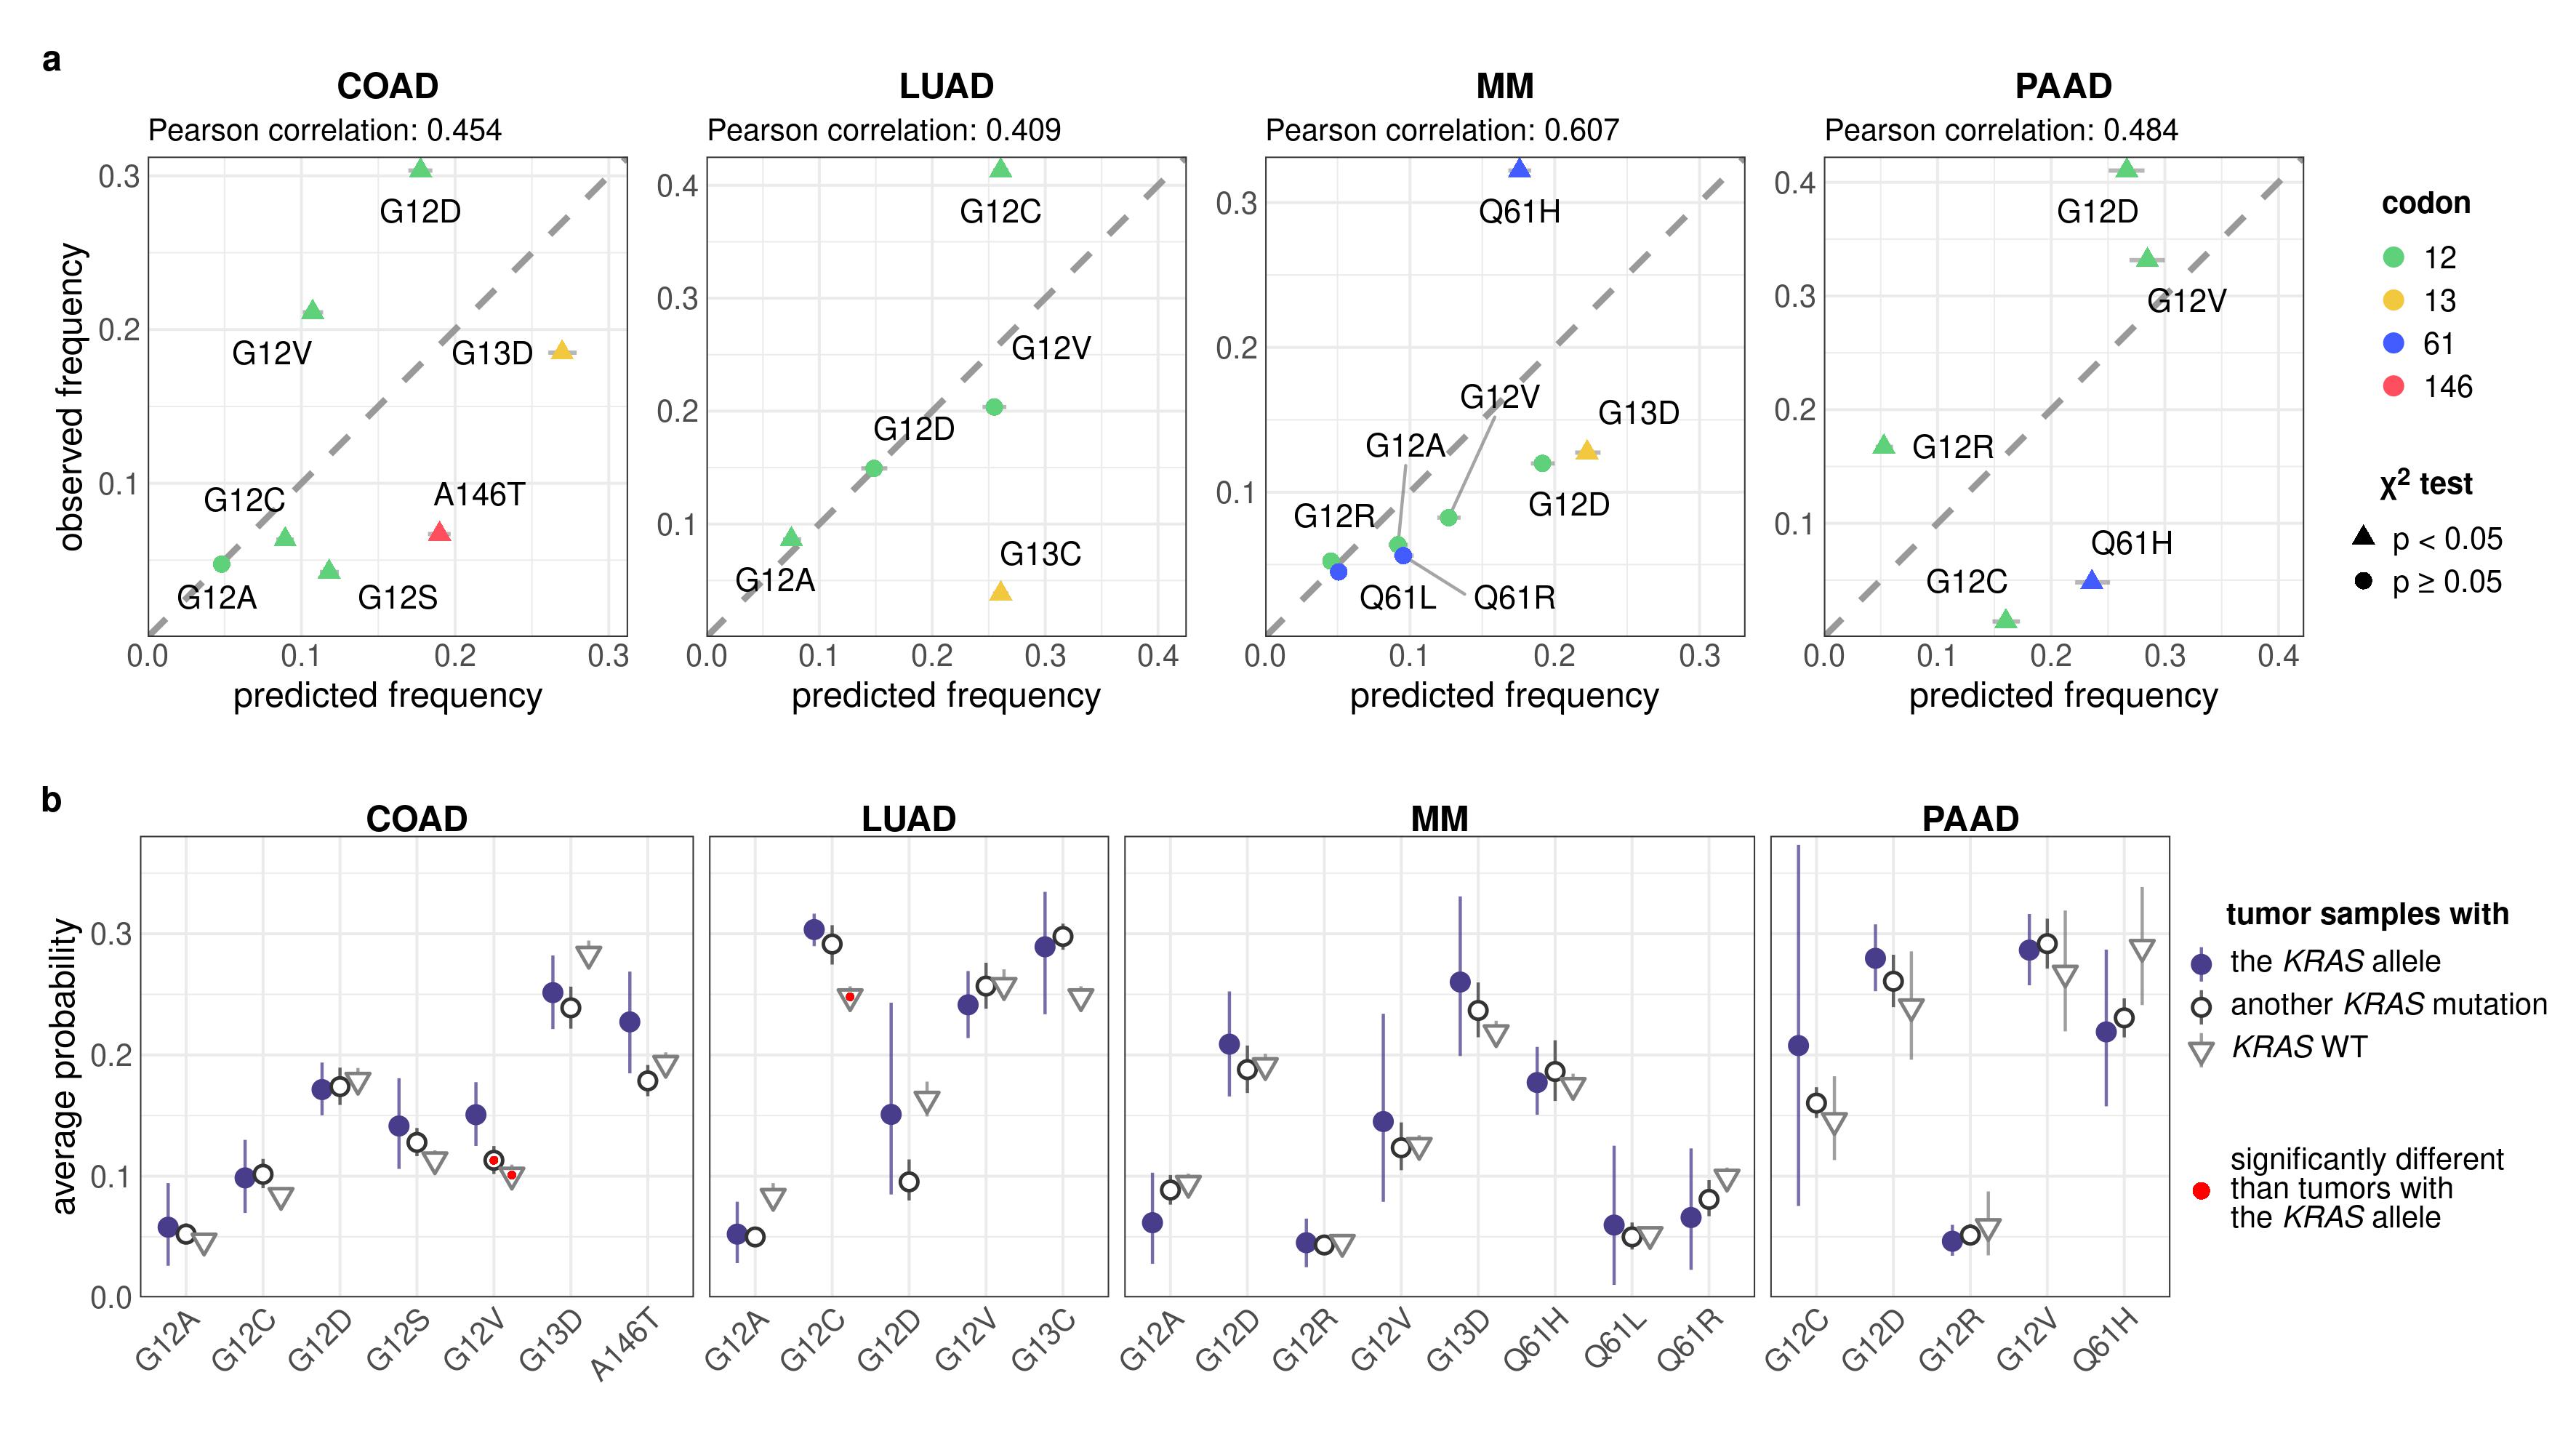 a
COAD
Pearson correlation: 0.454
observed frequency
0.3
0.2
0.1
G12D
G12V
G13D
G12C
A146T
G12A
G12S
0.0 0.1 0.2 0.3
predicted frequency
LUAD
Pearson correlation: 0.409
0.4
0.3
0.2
0.1
G12C
G12V
G12D
G13C
G12A
0.0 0.1 0.2 0.3 0.4
predicted frequency
MM
Pearson correlation: 0.607
0.3
0.2
0.1
Q61H
G12V
G13D
G12A
G12R
G12D
Q61L
Q61R
0.0 0.1 0.2 0.3
predicted frequency
PAAD
Pearson correlation: 0.484
0.4
0.3
0.2
0.1
G12D
G12V
G12R
Q61H
G12C
0.0 0.1 0.2 0.3 0.4
predicted frequency
codon
12
13
61
146
χ² test
p < 0.05
p ≥ 0.05
b
COAD
average probability
0.3
0.2
0.1
0.0
G12A G12C G12D G12S G12V G13D A146T
LUAD
G12A G12C G12D G12V G13C
MM
G12A G12D G12R G12V G13D Q61H Q61L Q61R
PAAD
G12C G12D G12R G12V Q61H
tumor samples with
the KRAS allele
another KRAS mutation
KRAS WT
significantly different
than tumors with
the KRAS allele